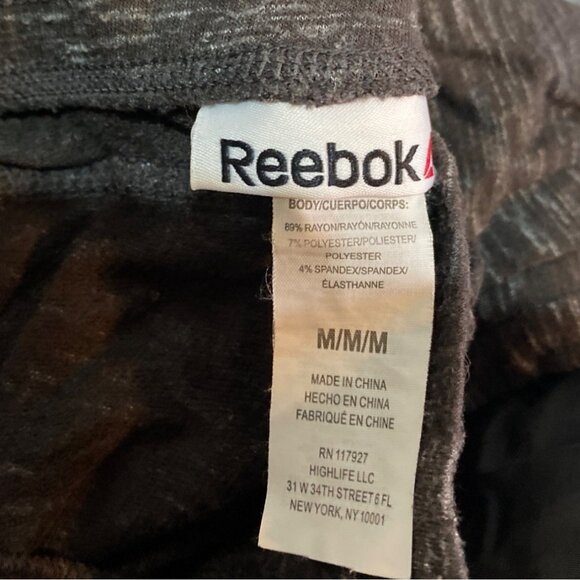 Reebok
BODY/CUERPO/CORPS:
89% RAYON/RAYÓN/RAYONNE
7% POLYESTER/POLIESTER/
POLYESTER
4% SPANDEX/SPANDEX/
ÉLASTHANNE
M/M/M
MADE IN CHINA
HECHO EN CHINA
FABRIQUÉ EN CHINE
RN 117927
HIGHLIFE LLC
31 W 34TH STREET 6 FL
NEW YORK, NY 10001